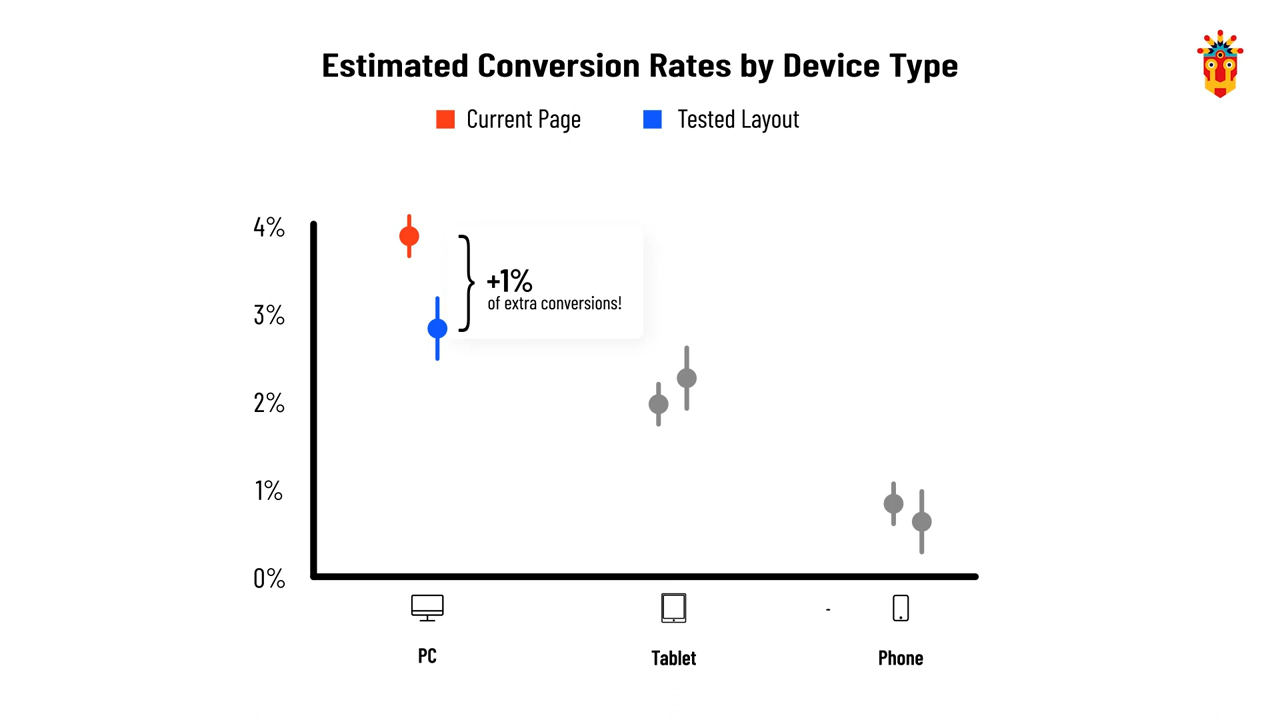 Estimated Conversion Rates by Device Type
Current Page
Tested Layout
4%
3%
2%
1%
0%
+1%
of extra conversions!
-
PC
Tablet
Phone